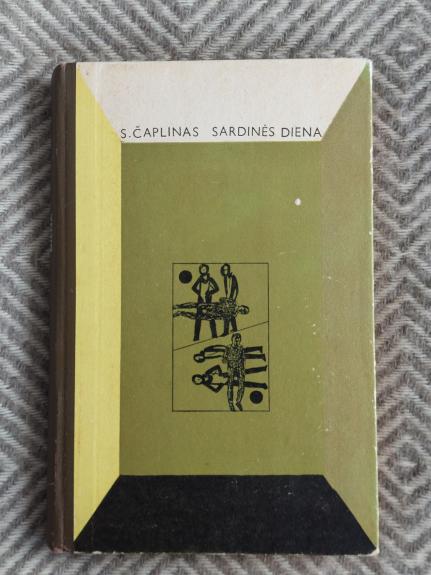 S. ČAPLINAS SARDINĖS DIENA